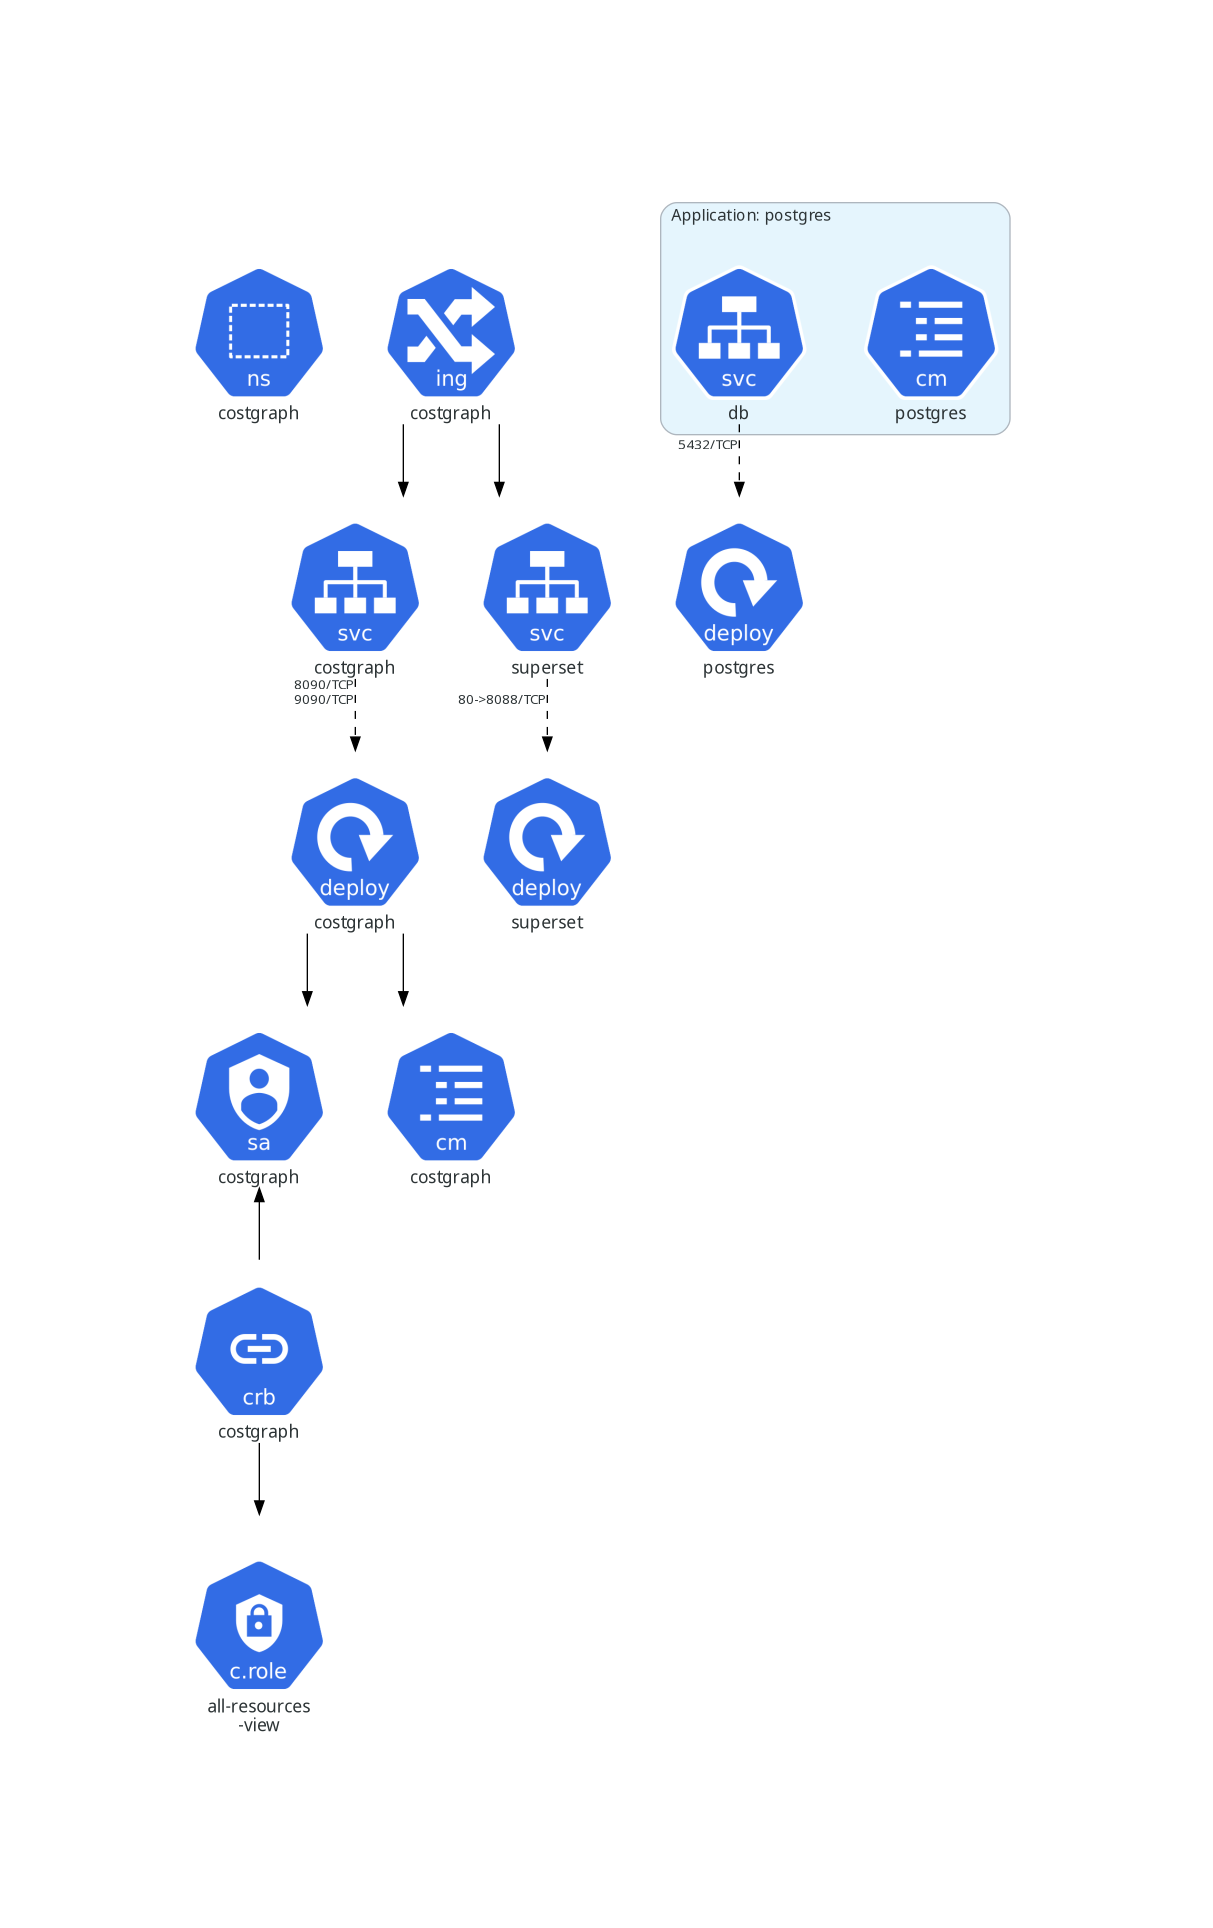 Application: postgres
ns
costgraph
ing
costgraph
svc
db
cm
postgres
5432/TCP
svc
costgraph
svc
superset
deploy
postgres
8090/TCP
9090/TCP
80->8088/TCP
deploy
costgraph
deploy
superset
sa
costgraph
cm
costgraph
crb
costgraph
c.role
all-resources
-view